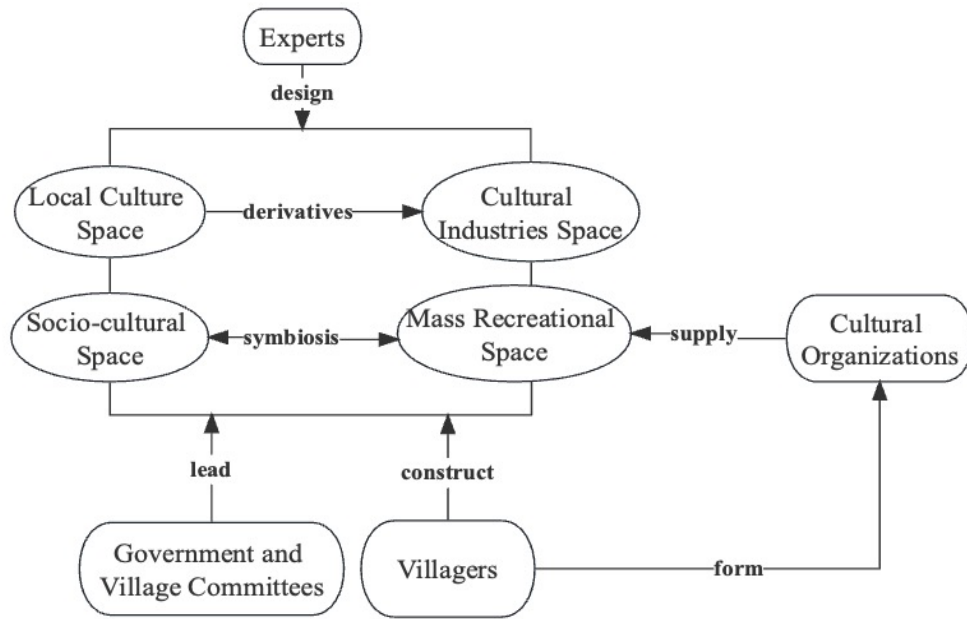 Experts
design
Local Culture
Space
derivatives
Cultural
Industries Space
Socio-cultural
Space
symbiosis
Mass Recreational
Space
supply
Cultural
Organizations
lead
construct
Government and
Village Committees
Villagers
form